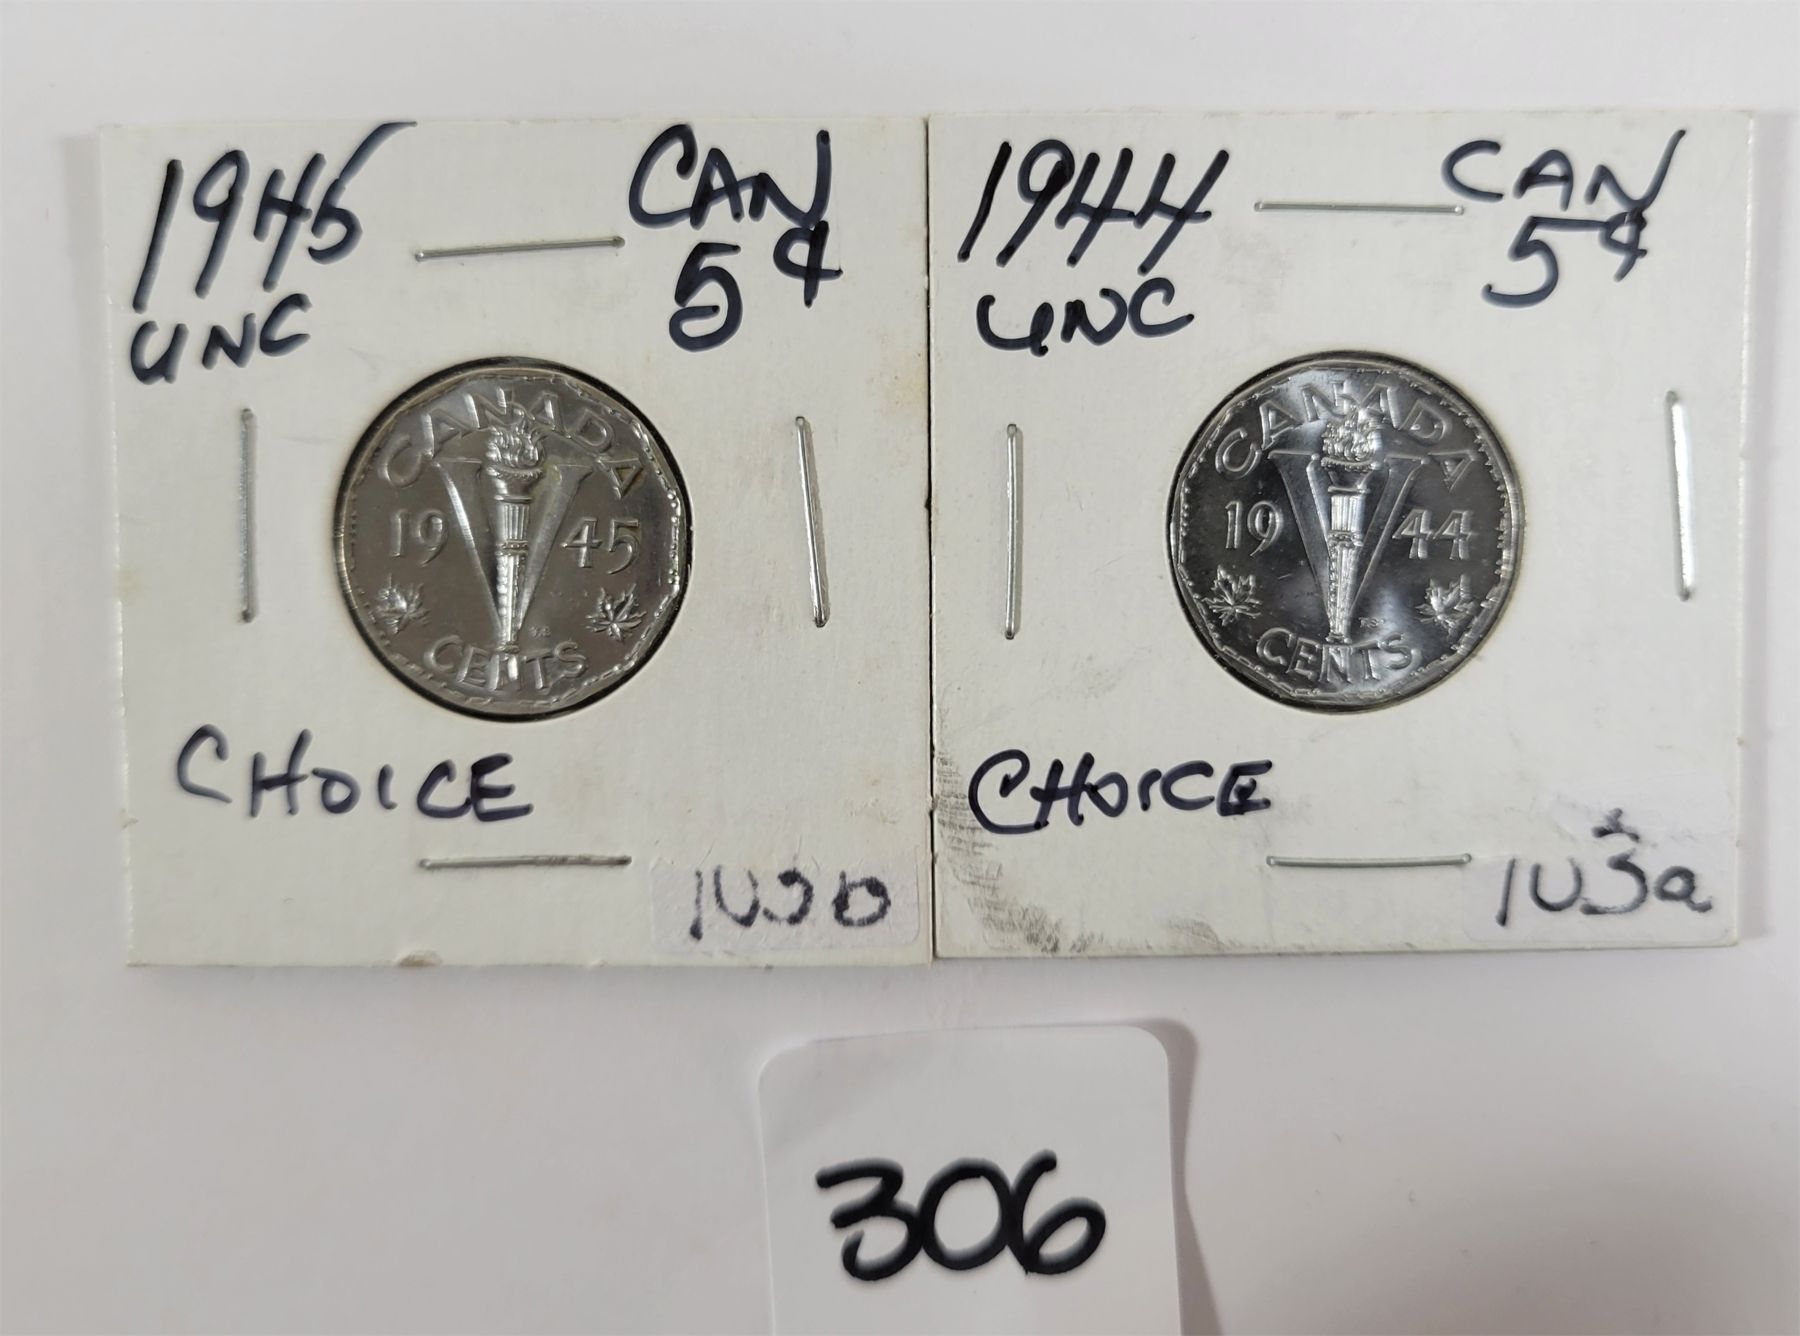 1945 CAN
5¢
UNC
CANADA
19 45
CENTS
CHOICE
1944 CAN
5¢
UNC
CANADA
19 44
CENTS
CHOICE
103a
306